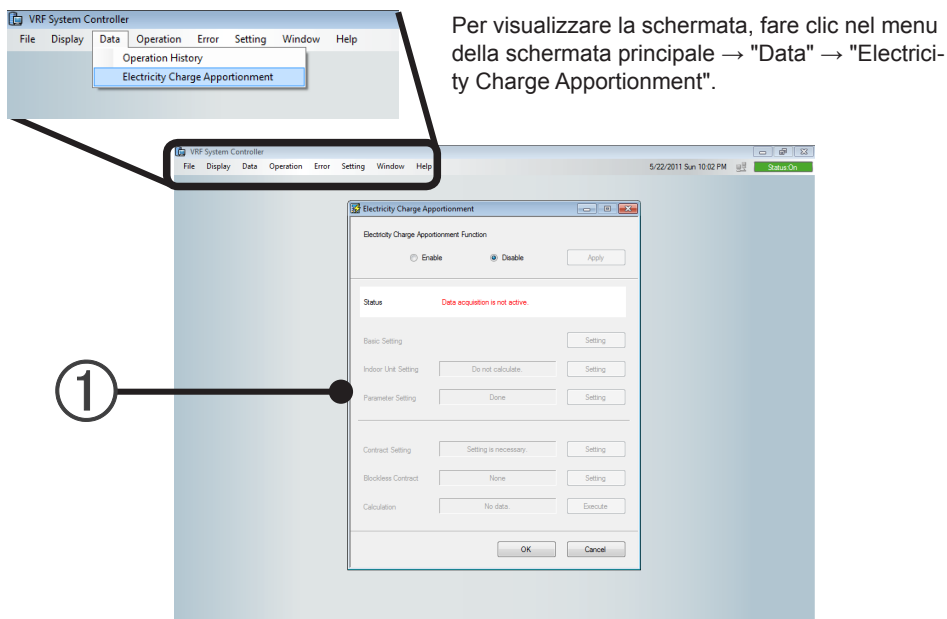 VRF System Controller
File Display Data Operation Error Setting Window Help
Operation History
Electricity Charge Apportionment
Per visualizzare la schermata, fare clic nel menu
della schermata principale → "Data" → "Electrici-
ty Charge Apportionment".
VRF System Controller
File Display Data Operation Error Setting Window Help 5/22/2011 Sun 10:02 PM Status:On
Electricity Charge Apportionment
Electricity Charge Apportionment Function
Enable Disable Apply
Status Data acquisition is not active.
Basic Setting Setting
Indoor Unit Setting Do not calculate. Setting
Parameter Setting Done Setting
①
Contract Setting Setting is necessary. Setting
Blockless Contract None Setting
Calculation No data. Execute
OK Cancel